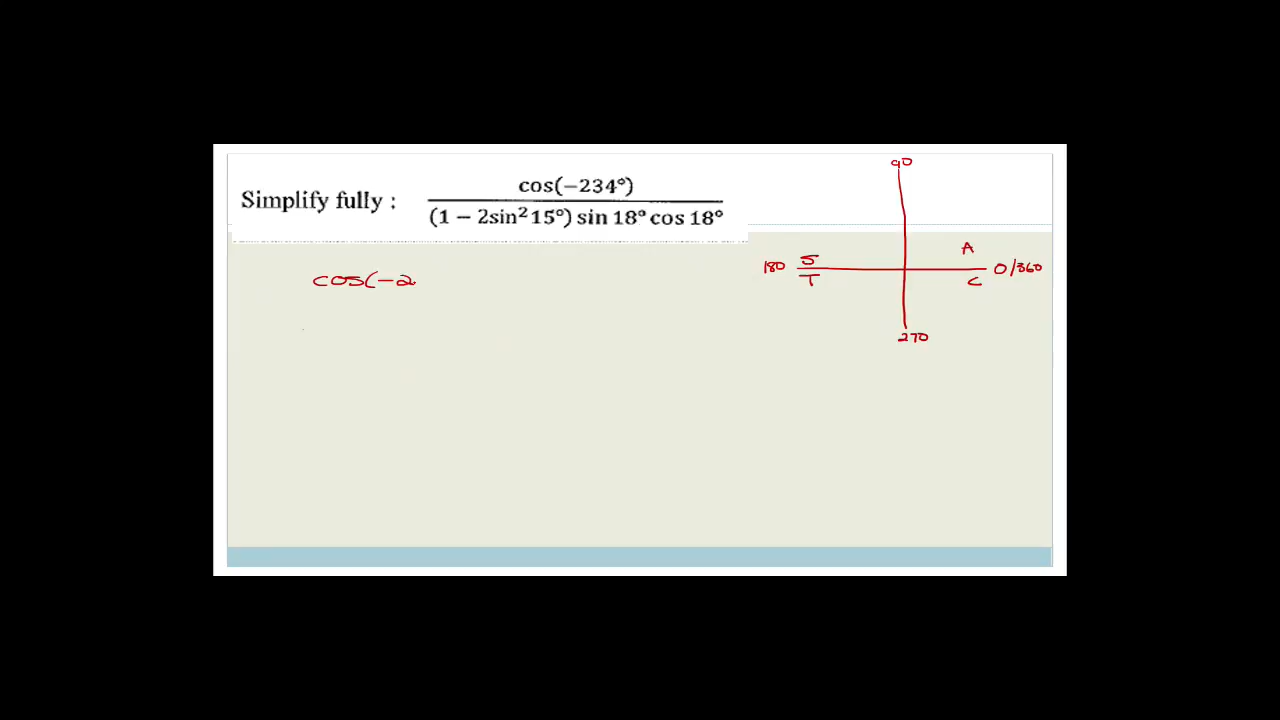 90
Simplify fully : cos(−234°)
(1 − 2sin²15°) sin 18° cos 18°
180 S A 0/360
T C
cos(−2
270